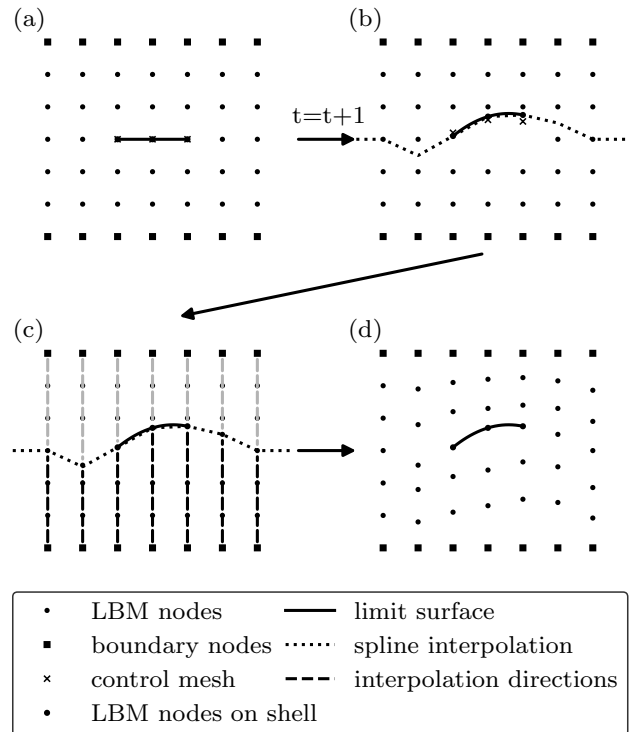 (a) (b)
t=t+1
(c) (d)
LBM nodes limit surface
boundary nodes spline interpolation
control mesh interpolation directions
LBM nodes on shell